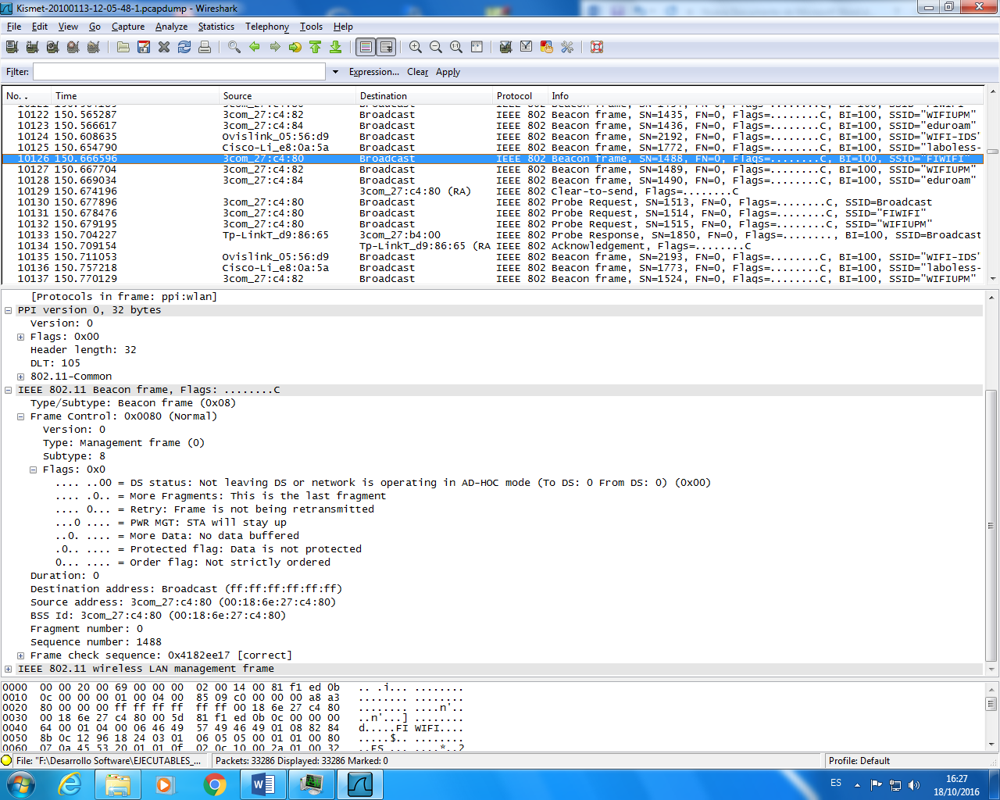 Kismet-20100113-12-05-48-1.pcapdump - Wireshark
File Edit View Go Capture Analyze Statistics Telephony Tools Help
Filter: Expression... Clear Apply
No. . Time Source Destination Protocol Info
10122 150.565287 3com_27:c4:82 Broadcast IEEE 802 Beacon frame, SN=1435, FN=0, Flags=........C, BI=100, SSID="WIFIUPM"
10123 150.566617 3com_27:c4:84 Broadcast IEEE 802 Beacon frame, SN=1436, FN=0, Flags=........C, BI=100, SSID="eduroam"
10124 150.608635 Ovislink_05:56:d9 Broadcast IEEE 802 Beacon frame, SN=2192, FN=0, Flags=........C, BI=100, SSID="WIFI-IDS"
10125 150.654790 Cisco-Li_e8:0a:5a Broadcast IEEE 802 Beacon frame, SN=1772, FN=0, Flags=........C, BI=100, SSID="laboless-
10126 150.666596 3com_27:c4:80 Broadcast IEEE 802 Beacon frame, SN=1488, FN=0, Flags=........C, BI=100, SSID="FIWIFI"
10127 150.667704 3com_27:c4:82 Broadcast IEEE 802 Beacon frame, SN=1489, FN=0, Flags=........C, BI=100, SSID="WIFIUPM"
10128 150.669034 3com_27:c4:84 Broadcast IEEE 802 Beacon frame, SN=1490, FN=0, Flags=........C, BI=100, SSID="eduroam"
10129 150.674196 3com_27:c4:80 (RA) IEEE 802 Clear-to-send, Flags=........C
10130 150.677896 3com_27:c4:80 Broadcast IEEE 802 Probe Request, SN=1513, FN=0, Flags=........C, SSID=Broadcast
10131 150.678476 3com_27:c4:80 Broadcast IEEE 802 Probe Request, SN=1514, FN=0, Flags=........C, SSID="FIWIFI"
10132 150.679195 3com_27:c4:80 Broadcast IEEE 802 Probe Request, SN=1515, FN=0, Flags=........C, SSID="WIFIUPM"
10133 150.704227 Tp-LinkT_d9:86:65 3com_27:b4:00 IEEE 802 Probe Response, SN=1850, FN=0, Flags=........, BI=100, SSID=Broadcast
10134 150.709154 Tp-LinkT_d9:86:65 (RA IEEE 802 Acknowledgement, Flags=........C
10135 150.711053 Ovislink_05:56:d9 Broadcast IEEE 802 Beacon frame, SN=2193, FN=0, Flags=........C, BI=100, SSID="WIFI-IDS"
10136 150.757218 Cisco-Li_e8:0a:5a Broadcast IEEE 802 Beacon frame, SN=1773, FN=0, Flags=........C, BI=100, SSID="laboless-
10137 150.770129 3com_27:c4:82 Broadcast IEEE 802 Beacon frame, SN=1524, FN=0, Flags=........C, BI=100, SSID="WIFIUPM"
[Protocols in frame: ppi:wlan]
PPI version 0, 32 bytes
Version: 0
Flags: 0x00
Header length: 32
DLT: 105
802.11-Common
IEEE 802.11 Beacon frame, Flags: ........C
Type/Subtype: Beacon frame (0x08)
Frame Control: 0x0080 (Normal)
Version: 0
Type: Management frame (0)
Subtype: 8
Flags: 0x0
.... ..00 = DS status: Not leaving DS or network is operating in AD-HOC mode (To DS: 0 From DS: 0) (0x00)
.... .0.. = More Fragments: This is the last fragment
.... 0... = Retry: Frame is not being retransmitted
...0 .... = PWR MGT: STA will stay up
..0. .... = More Data: No data buffered
.0.. .... = Protected flag: Data is not protected
0... .... = Order flag: Not strictly ordered
Duration: 0
Destination address: Broadcast (ff:ff:ff:ff:ff:ff)
Source address: 3com_27:c4:80 (00:18:6e:27:c4:80)
BSS Id: 3com_27:c4:80 (00:18:6e:27:c4:80)
Fragment number: 0
Sequence number: 1488
Frame check sequence: 0x4182ee17 [correct]
IEEE 802.11 wireless LAN management frame
0000 00 00 20 00 69 00 00 00 02 00 14 00 81 f1 ed 0b .. .i... ........
0010 0c 00 00 00 01 00 04 00 85 09 c0 00 00 00 a8 a3 ........ ........
0020 80 00 00 00 ff ff ff ff ff ff 00 18 6e 27 c4 80 ........ ....n'..
0030 00 18 6e 27 c4 80 00 5d 81 f1 ed 0b 0c 00 00 00 ..n'...] ........
0040 64 00 01 04 00 06 46 49 57 49 46 49 01 08 82 84 d.....FI WIFI....
0050 8b 0c 12 96 18 24 03 01 06 05 05 00 01 01 00 80 .....$.. ........
0060 07 0a 45 53 20 01 01 0f 02 0c 10 00 2a 01 00 32 ..ES ... ....*..2
File: "F:\Desarrollo Software\EJECUTABLES_... Packets: 33286 Displayed: 33286 Marked: 0 Profile: Default
ES 16:27
18/10/2016